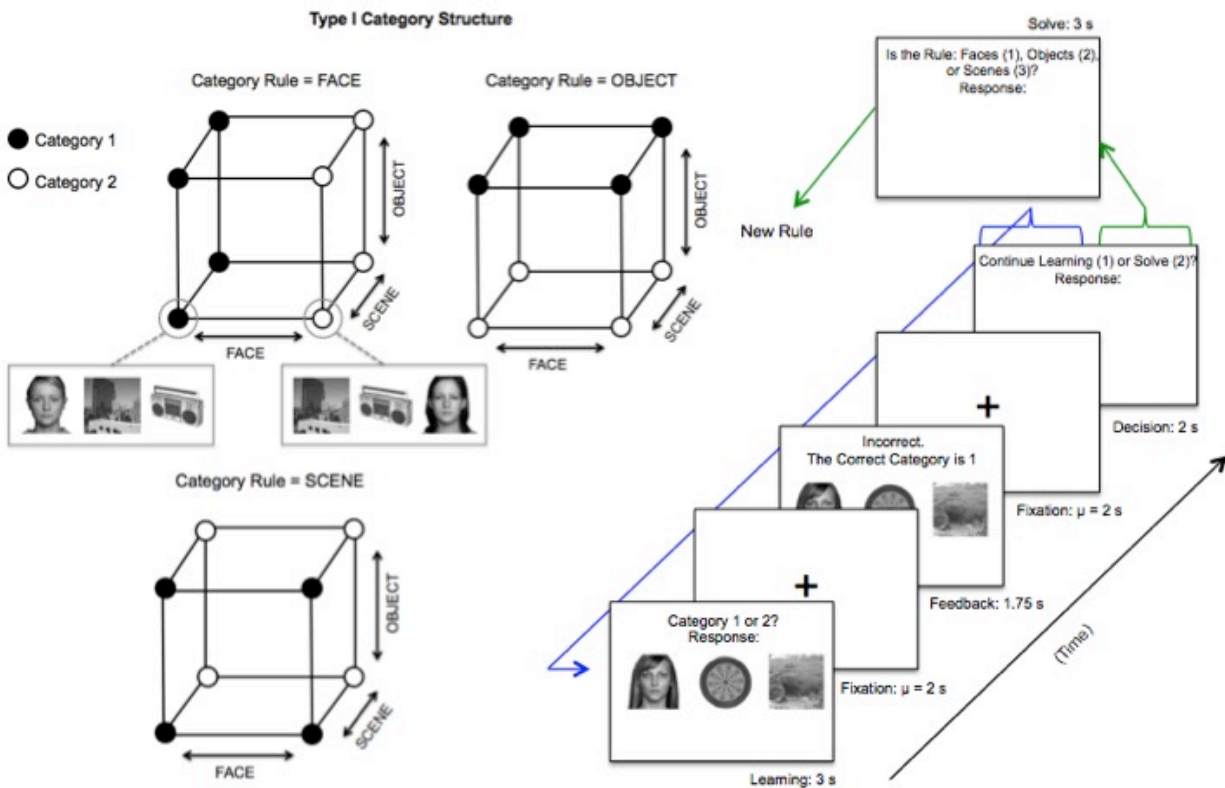 Type I Category Structure
Category Rule = FACE
Category Rule = OBJECT
Category 1
Category 2
OBJECT
SCENE
FACE
OBJECT
SCENE
FACE
Category Rule = SCENE
OBJECT
SCENE
FACE
Solve: 3 s
Is the Rule: Faces (1), Objects (2),
or Scenes (3)?
Response:
New Rule
Continue Learning (1) or Solve (2)?
Response:
Decision: 2 s
+
Fixation: μ = 2 s
Incorrect.
The Correct Category is 1
Feedback: 1.75 s
+
Fixation: μ = 2 s
Category 1 or 2?
Response:
Learning: 3 s
(Time)